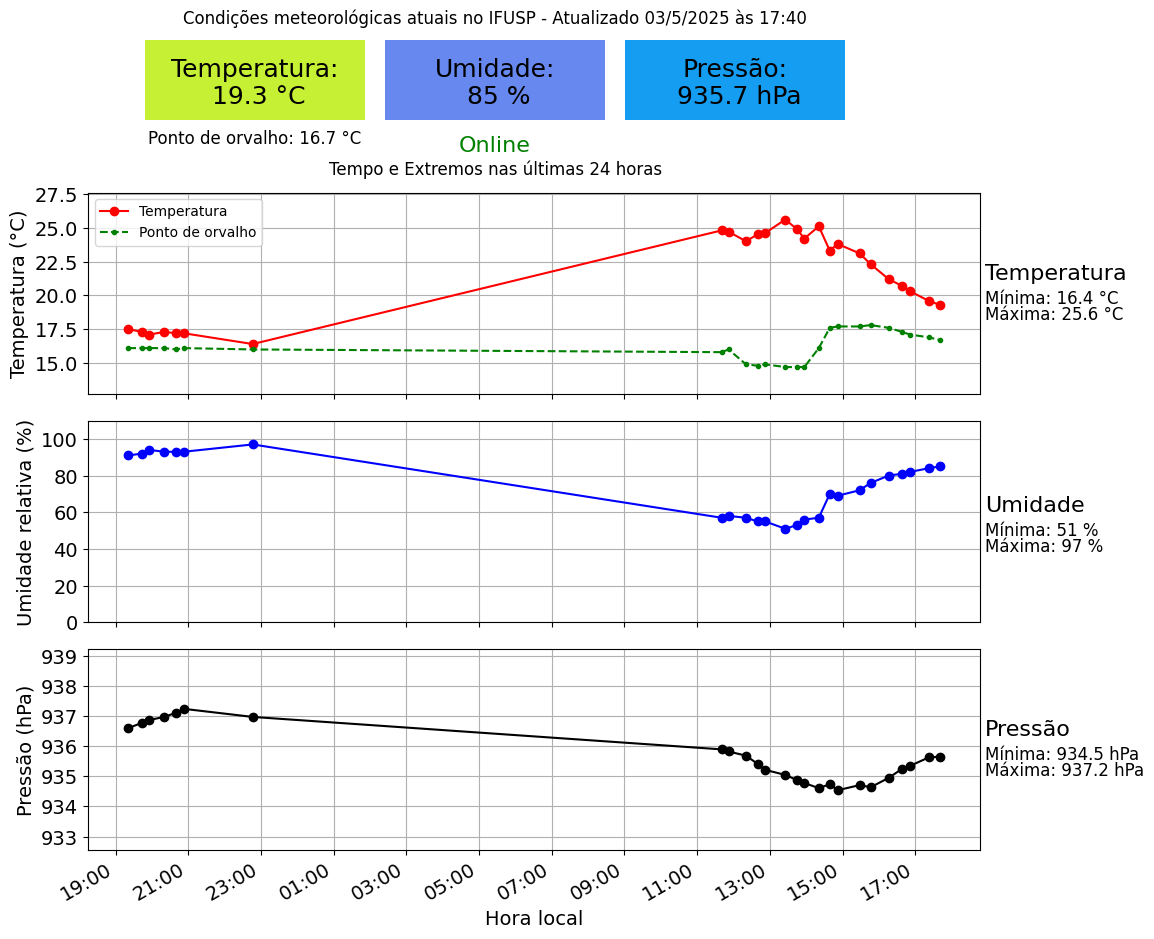 Condições meteorológicas atuais no IFUSP - Atualizado 03/5/2025 às 17:40
Temperatura:
19.3 °C
Umidade:
85 %
Pressão:
935.7 hPa
Ponto de orvalho: 16.7 °C
Online
Tempo e Extremos nas últimas 24 horas
Temperatura (°C)
27.5
25.0
22.5
20.0
17.5
15.0
Temperatura
Ponto de orvalho
Temperatura
Mínima: 16.4 °C
Máxima: 25.6 °C
Umidade relativa (%)
100
80
60
40
20
0
Umidade
Mínima: 51 %
Máxima: 97 %
Pressão (hPa)
939
938
937
936
935
934
933
Pressão
Mínima: 934.5 hPa
Máxima: 937.2 hPa
19:00
21:00
23:00
01:00
03:00
05:00
07:00
09:00
11:00
13:00
15:00
17:00
Hora local